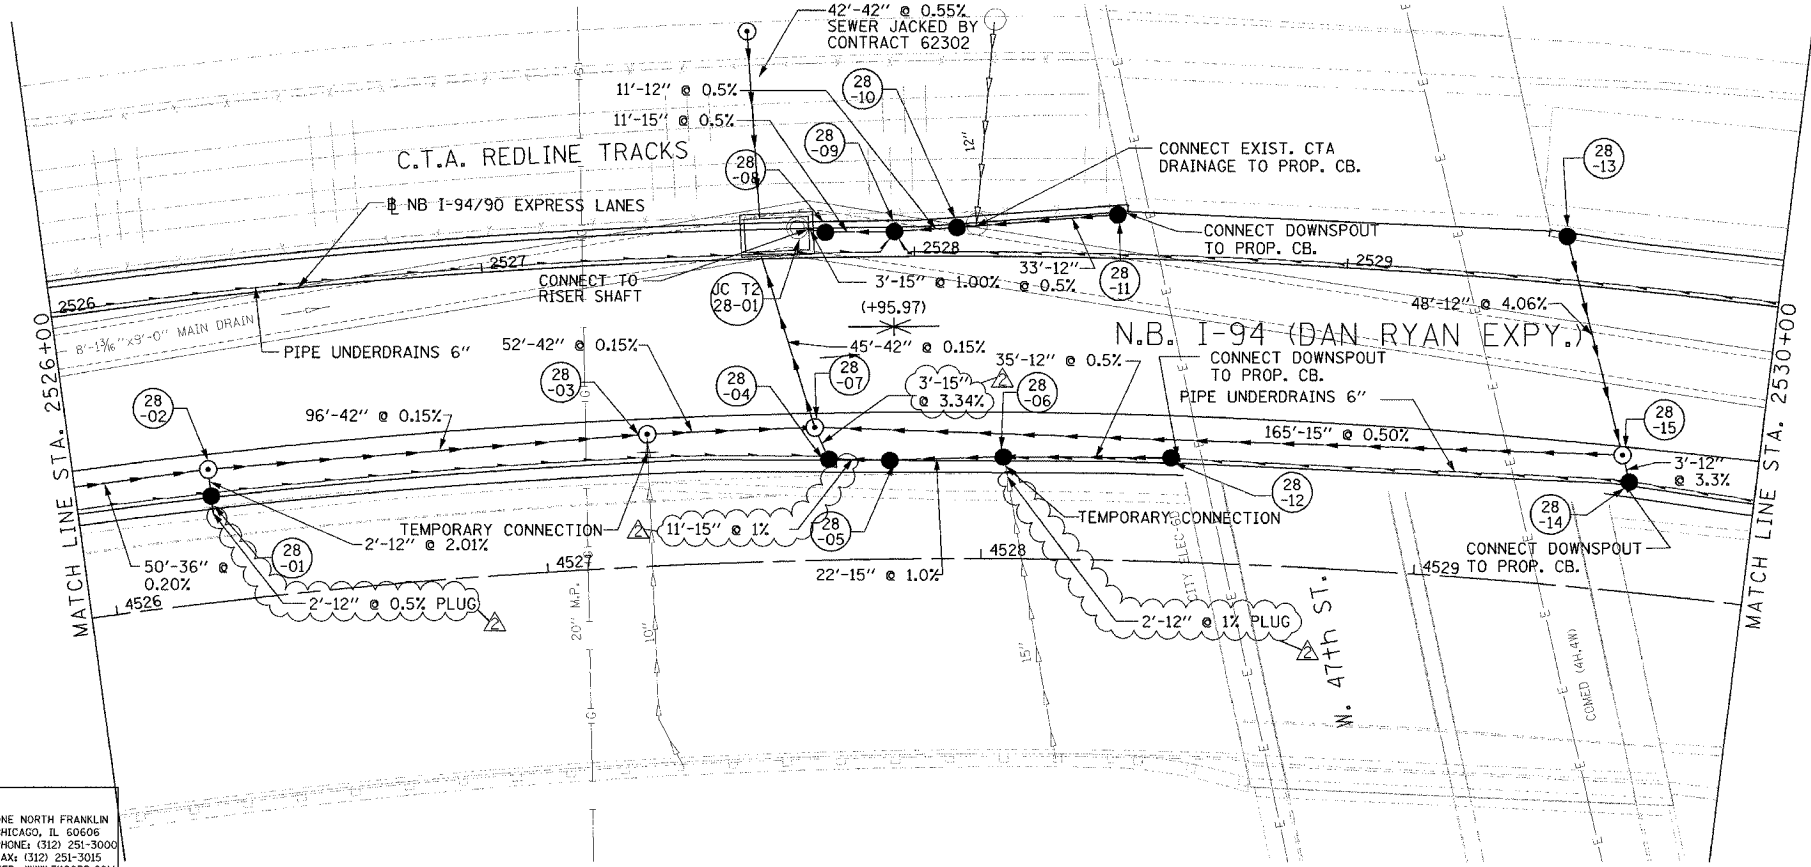 42'-42" @ 0.55%
SEWER JACKED BY
CONTRACT 62302
11'-12" @ 0.5%
11'-15" @ 0.5%
28
-10
28
-09
28
-08
12"
CONNECT EXIST. CTA
DRAINAGE TO PROP. CB.
28
-13
C.T.A. REDLINE TRACKS
NB I-94/90 EXPRESS LANES
CONNECT DOWNSPOUT
TO PROP. CB.
2526
2527
2528
2529
CONNECT TO
RISER SHAFT
JC T2
28-01
3'-15" @ 1.00%
33'-12"
@ 0.5%
28
-11
(+95.97)
48'-12" @ 4.06%
8'-1 3/16"x9'-0" MAIN DRAIN
PIPE UNDERDRAINS 6"
N.B. I-94 (DAN RYAN EXPY.)
52'-42" @ 0.15%
45'-42" @ 0.15%
35'-12" @ 0.5%
CONNECT DOWNSPOUT
TO PROP. CB.
PIPE UNDERDRAINS 6"
MATCH LINE STA. 2526+00
MATCH LINE STA. 2530+00
28
-02
28
-03
28
-04
28
-07
3'-15"
@ 3.34%
2
28
-06
28
-15
96'-42" @ 0.15%
165'-15" @ 0.50%
3'-12"
@ 3.3%
28
-12
28
-14
TEMPORARY CONNECTION
2
11'-15" @ 1%
28
-05
TEMPORARY CONNECTION
2'-12" @ 2.01%
28
-01
50'-36" @
0.20%
CONNECT DOWNSPOUT
TO PROP. CB.
4526
4527
4528
4529
22'-15" @ 1.0%
2'-12" @ 0.5% PLUG
2
2'-12" @ 1% PLUG
2
20" M.P.
10"
15"
CITY ELEC
W. 47th ST.
COMED (4H.4W)
ONE NORTH FRANKLIN
CHICAGO, IL 60606
PHONE: (312) 251-3000
FAX: (312) 251-3015